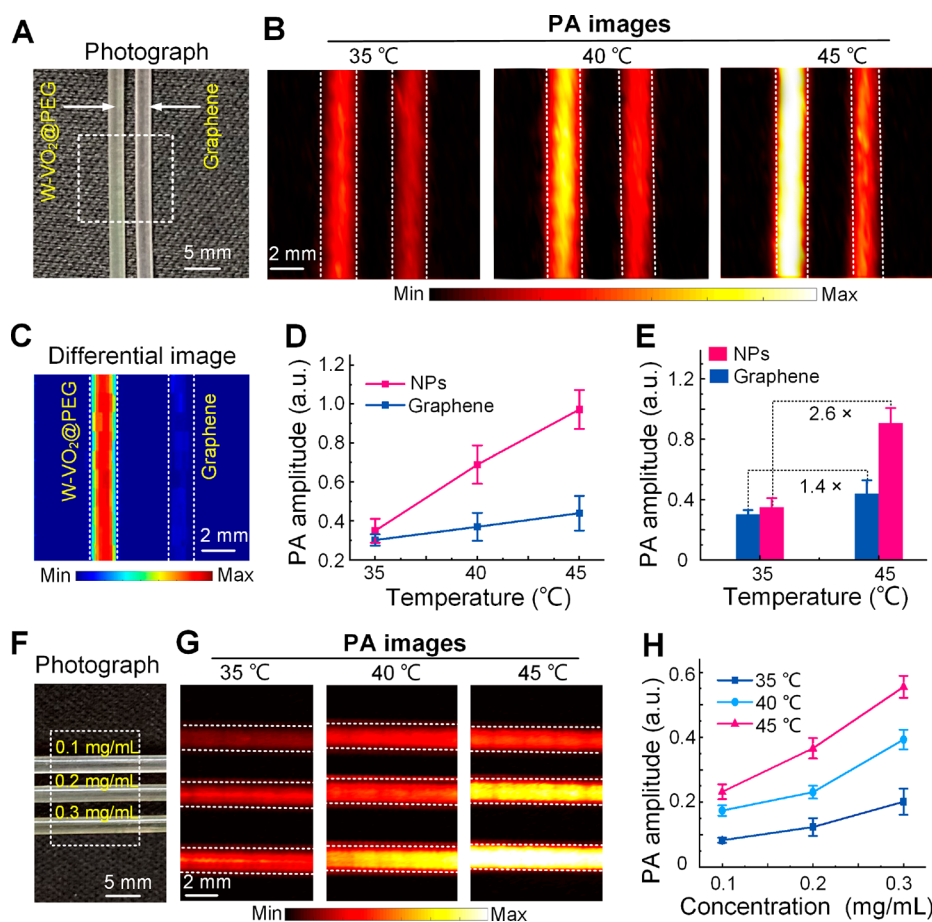 A
Photograph
W-VO₂@PEG
Graphene
5 mm
B
PA images
35 ℃
40 ℃
45 ℃
2 mm
Min
Max
C
Differential image
W-VO₂@PEG
Graphene
2 mm
Min
Max
D
PA amplitude (a.u.)
1.2
1.0
0.8
0.6
0.4
0.2
NPs
Graphene
35
40
45
Temperature (℃)
E
NPs
Graphene
PA amplitude (a.u.)
1.2
0.8
0.4
0
2.6 ×
1.4 ×
35
45
Temperature (℃)
F
Photograph
0.1 mg/mL
0.2 mg/mL
0.3 mg/mL
5 mm
G
PA images
35 ℃
40 ℃
45 ℃
2 mm
Min
Max
H
PA amplitude (a.u.)
0.6
0.4
0.2
0
35 ℃
40 ℃
45 ℃
0.1
0.2
0.3
Concentration (mg/mL)